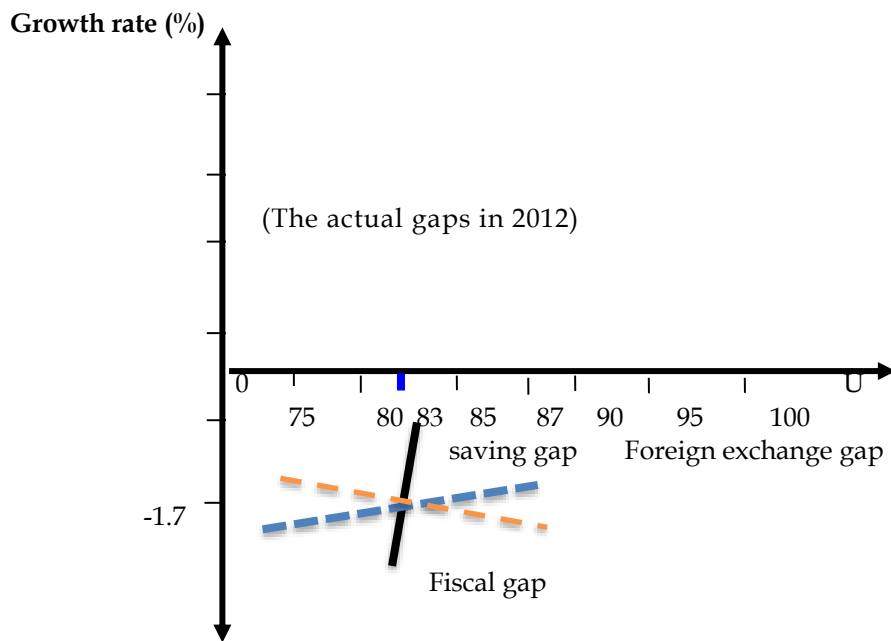 Growth rate (%)
(The actual gaps in 2012)
0 U
75 80 83 85 87 90 95 100
saving gap Foreign exchange gap
-1.7
Fiscal gap